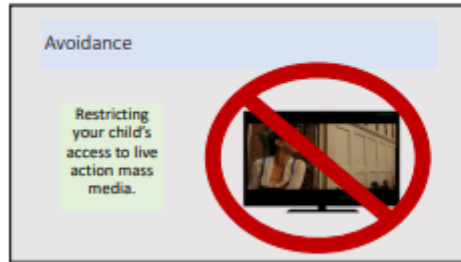 Avoidance
Restricting
your child's
access to live
action mass
media.